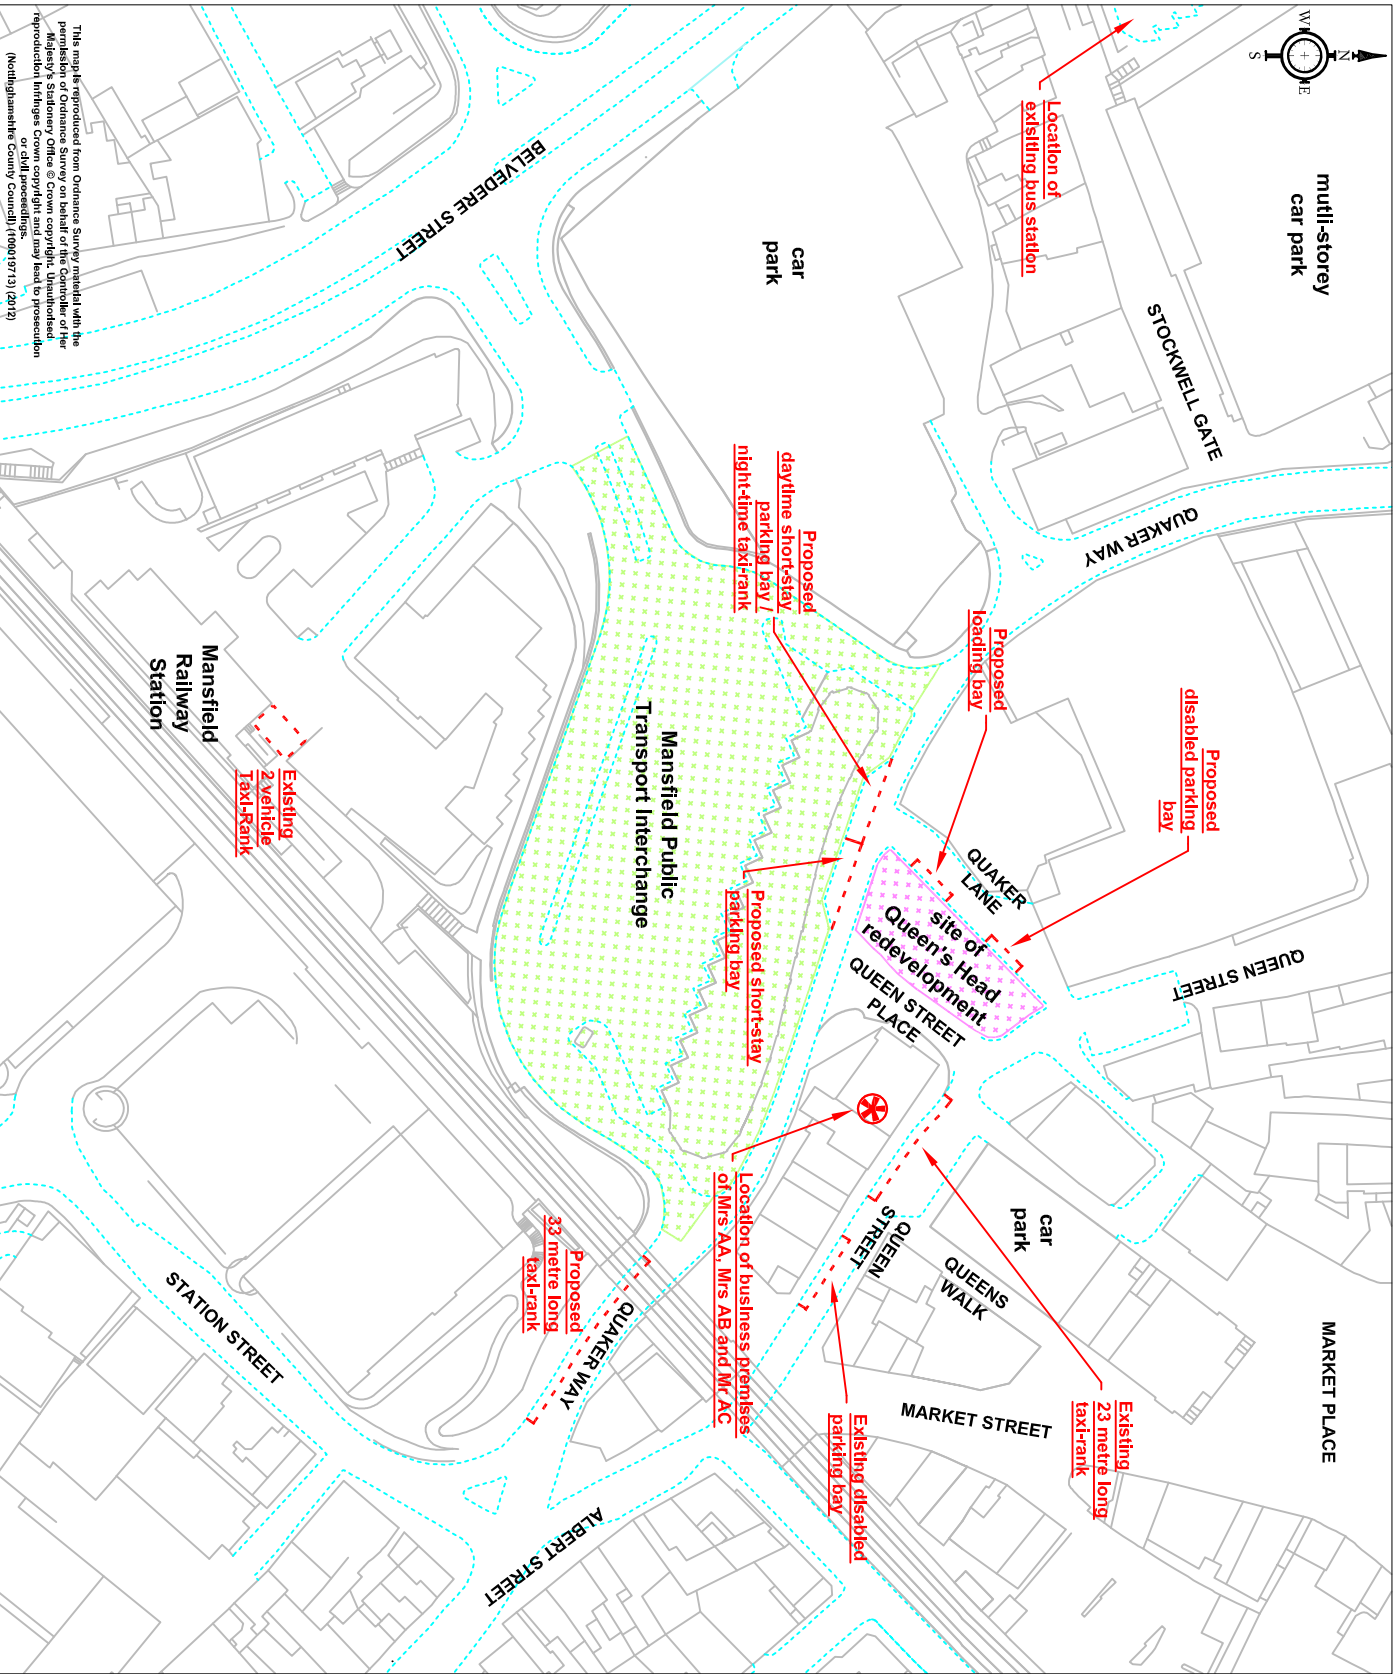 N
W
E
S
mutli-storey
car park
Location of
exisiting bus station
STOCKWELL GATE
QUAKER WAY
car
park
BELVEDERE STREET
Proposed
daytime short-stay
parking bay /
night-time taxi-rank
Proposed
loading bay
Proposed
disabled parking
bay
QUAKER
LANE
QUEEN STREET
site of
Queen's Head
redevelopment
QUEEN STREET
PLACE
Mansfield Public
Transport Interchange
Proposed short-stay
parking bay
Mansfield
Railway
Station
Existing
2 vehicle
Taxi-Rank
Location of business premises
of Mrs AA, Mrs AB and Mr AC
QUEEN
STREET
car
park
QUEENS
WALK
MARKET PLACE
MARKET STREET
Existing
23 metre long
taxi-rank
Existing disabled
parking bay
Proposed
33 metre long
taxi-rank
QUAKER WAY
STATION STREET
ALBERT STREET
This map is reproduced from Ordnance Survey material with the
permission of Ordnance Survey on behalf of the Controller of Her
Majesty's Stationery Office © Crown copyright. Unauthorised
reproduction infringes Crown copyright and may lead to prosecution
or civil proceedings.
(Nottinghamshire County Council) (100019713) (2012)